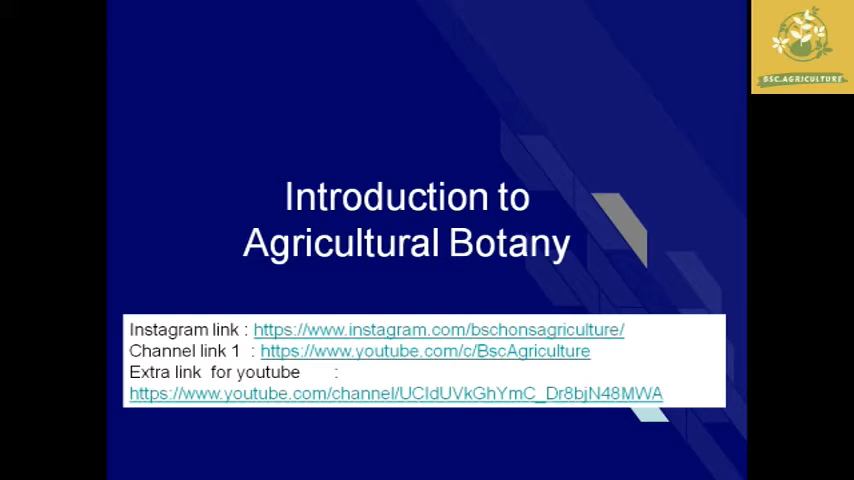 BSC.AGRICULTURE
Introduction to
Agricultural Botany
Instagram link : https://www.instagram.com/bschonsagriculture/
Channel link 1 : https://www.youtube.com/c/BscAgriculture
Extra link for youtube :
https://www.youtube.com/channel/UCIdUVkGhYmC_Dr8bjN48MWA